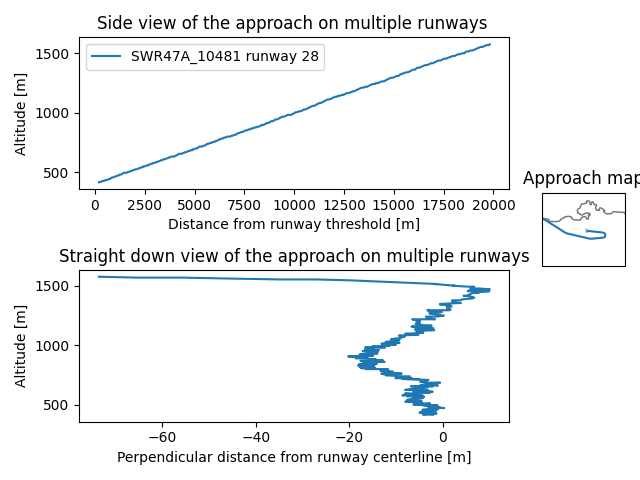 Side view of the approach on multiple runways
1500
1000
500
Altitude [m]
SWR47A_10481 runway 28
0 2500 5000 7500 10000 12500 15000 17500 20000
Distance from runway threshold [m]
Approach map
Straight down view of the approach on multiple runways
1500
1000
500
Altitude [m]
−60 −40 −20 0
Perpendicular distance from runway centerline [m]